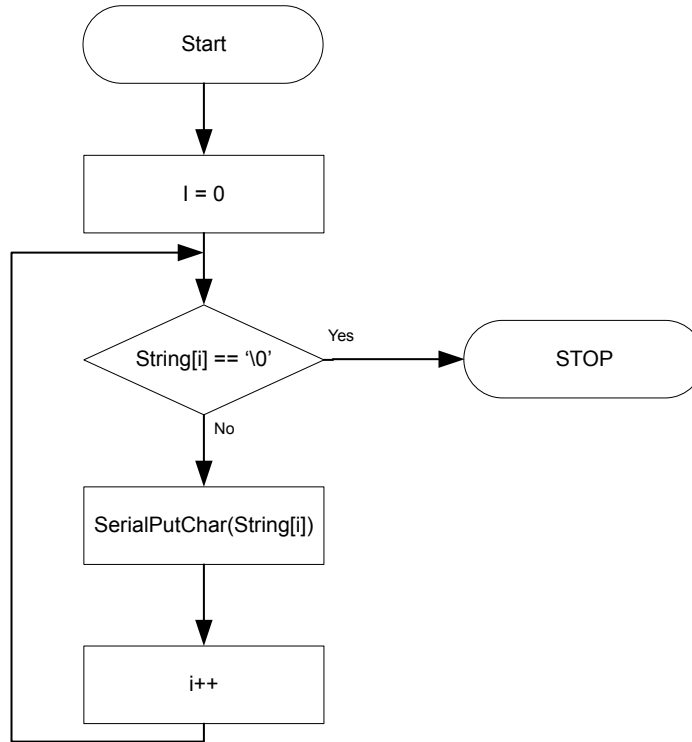 Start
I = 0
String[i] == ‘\0’
Yes
STOP
No
SerialPutChar(String[i])
i++